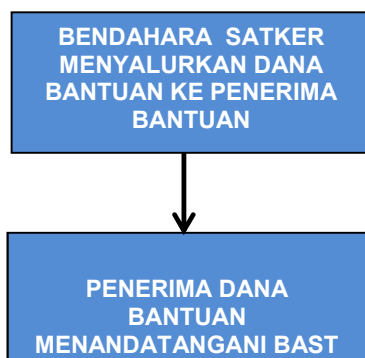 BENDAHARA SATKER
MENYALURKAN DANA
BANTUAN KE PENERIMA
BANTUAN
PENERIMA DANA
BANTUAN
MENANDATANGANI BAST